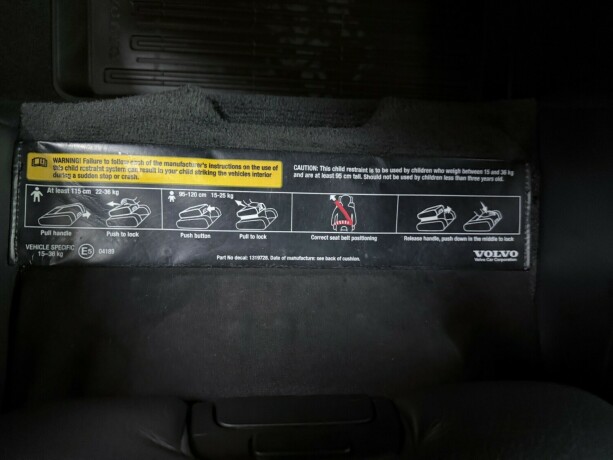 WARNING! Failure to follow each of the manufacturer's instructions on the use of
this child restraint system can result to your child striking the vehicles interior
during a sudden stop or crash.
CAUTION: This child restraint is to be used by children who weigh between 15 and 36 kg
and are at least 95 cm tall. Should not be used by children less than three years old.
At least 115 cm 22-36 kg
95-120 cm 15-25 kg
Pull handle
Push to lock
Push button
Pull to lock
Correct seat belt positioning
Release handle, push down in the middle to lock
VEHICLE SPECIFIC
15-36 kg
E5
Part No decal: 1319726. Date of manufacture: see back of cushion.
VOLVO
Volvo Car Corporation